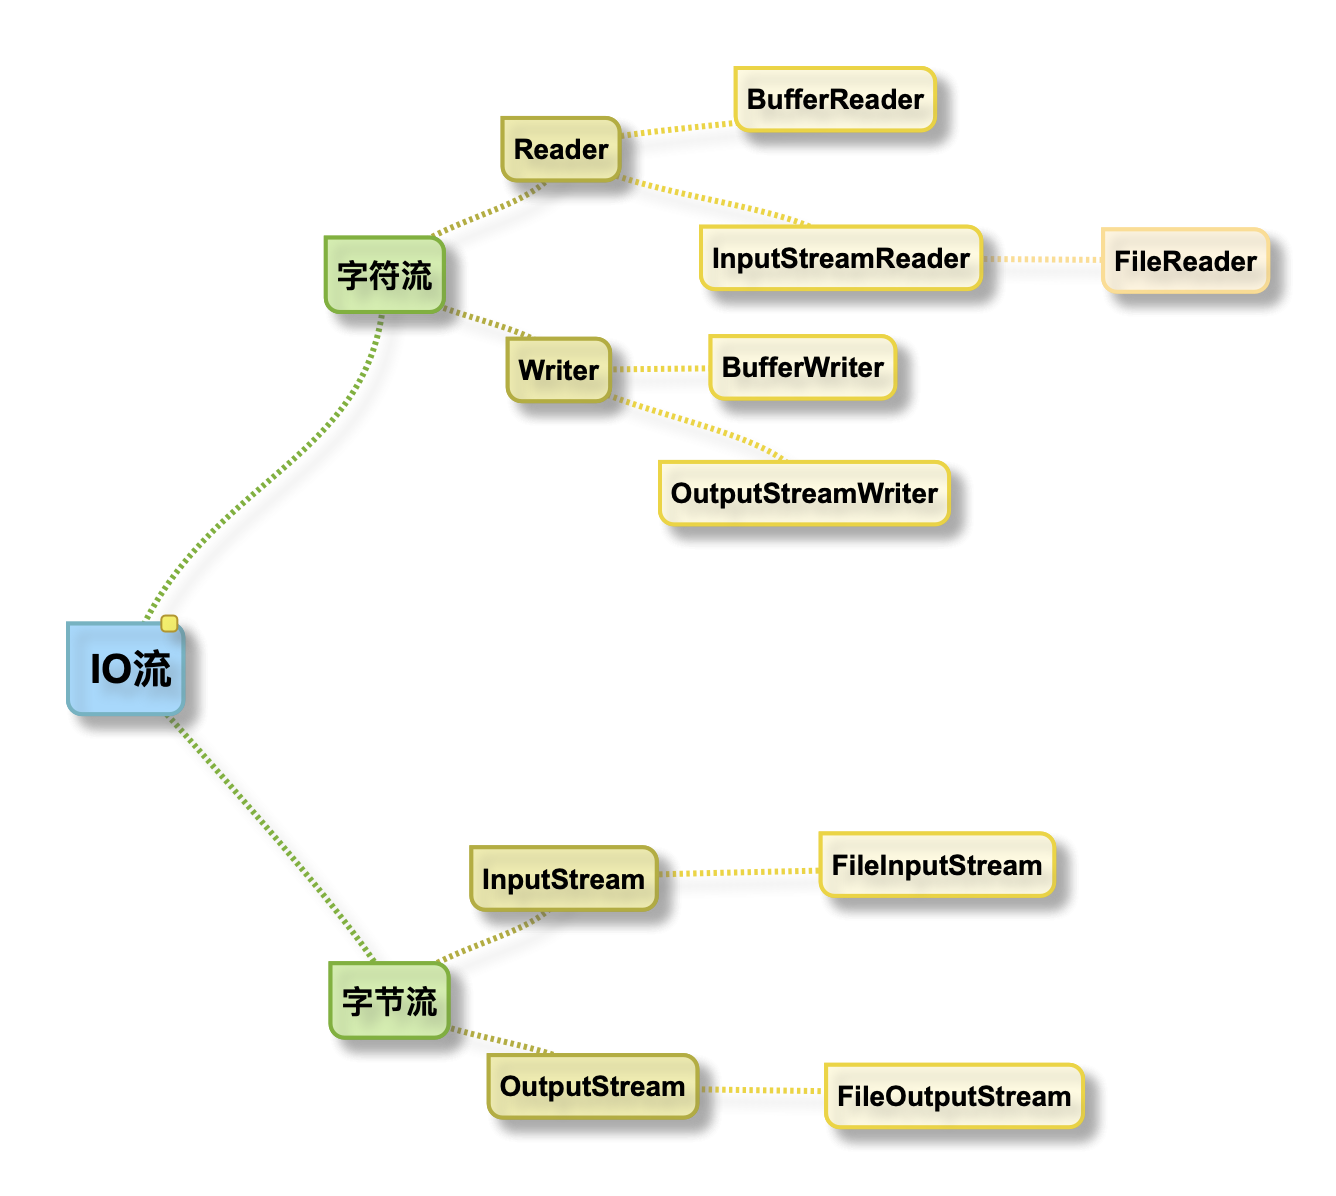 BufferReader
Reader
InputStreamReader
FileReader
字符流
Writer
BufferWriter
OutputStreamWriter
IO流
InputStream
FileInputStream
字节流
OutputStream
FileOutputStream